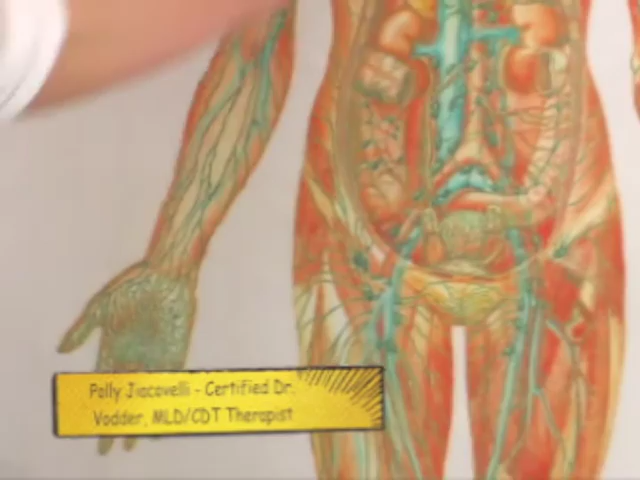 Polly Jiacovelli - Certified Dr.
Vodder, MLD/CDT Therapist